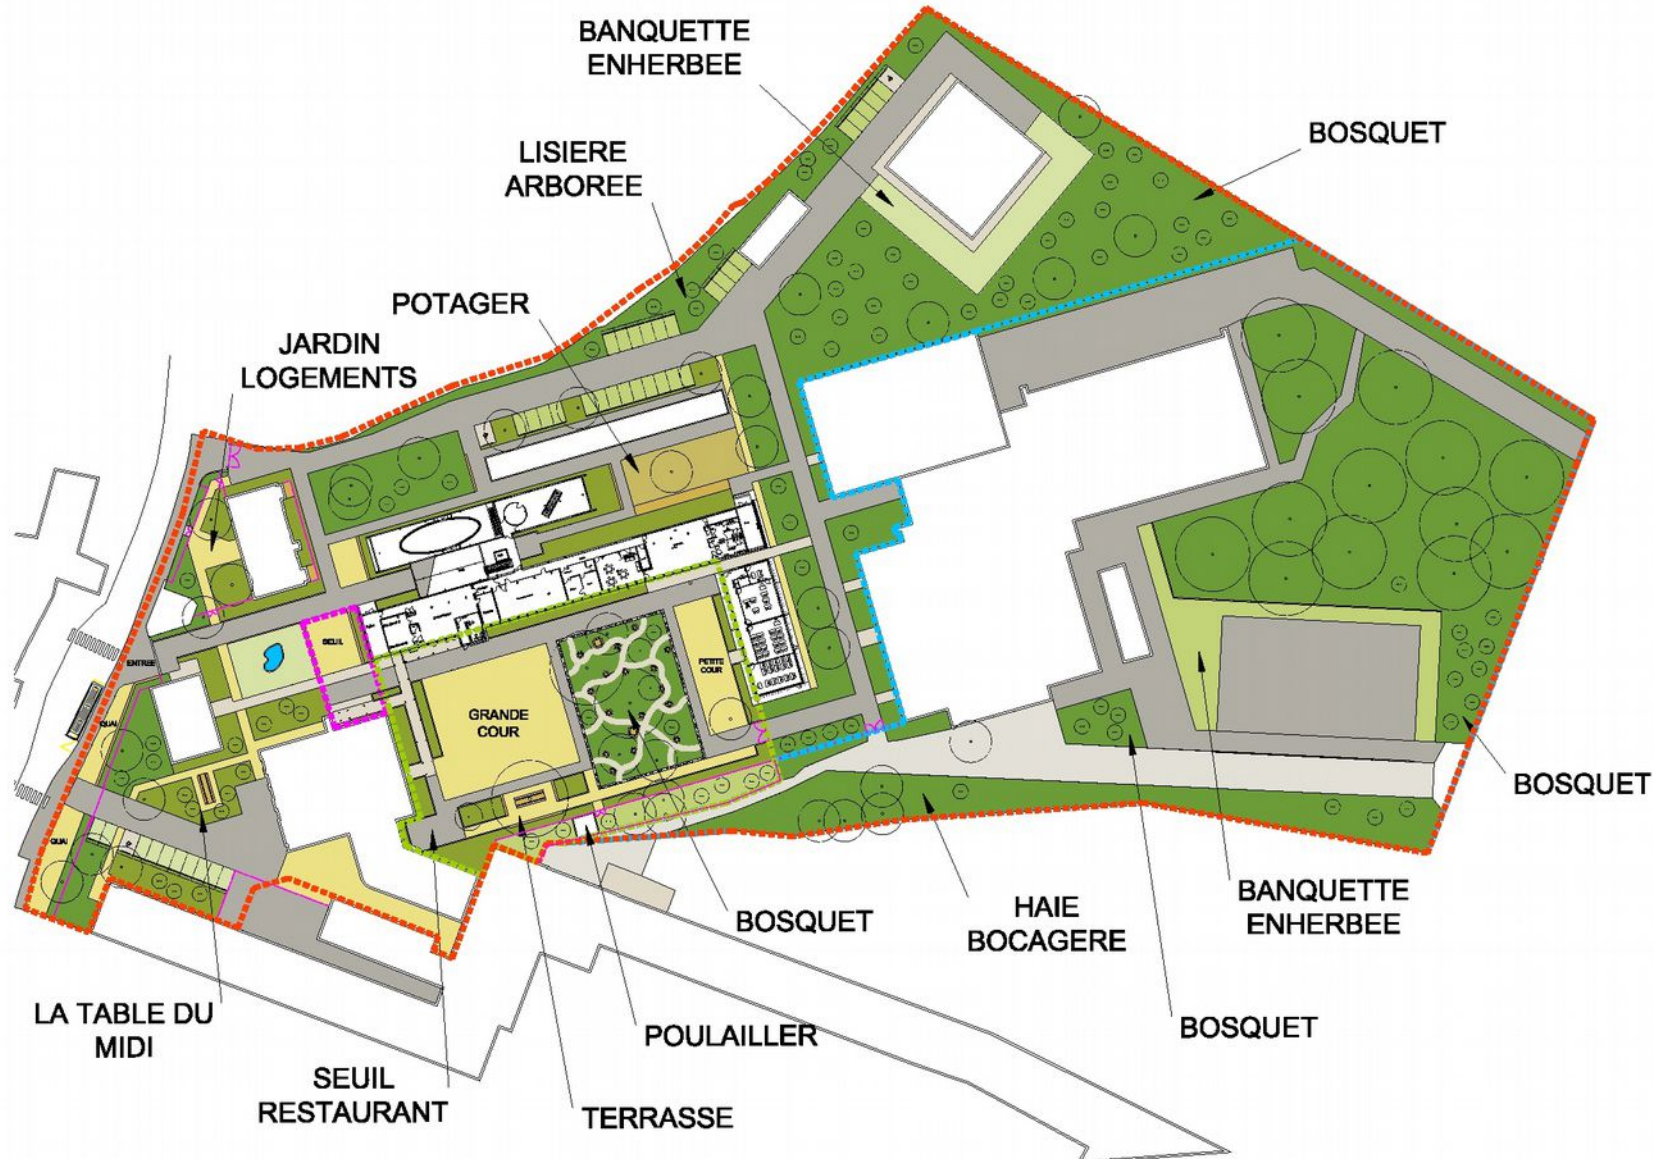 BANQUETTE
ENHERBEE
BOSQUET
LISIERE
ARBOREE
POTAGER
JARDIN
LOGEMENTS
SEUIL
ENTREE
PETITE
COUR
GRANDE
COUR
QUAI
QUAI
BOSQUET
BANQUETTE
ENHERBEE
HAIE
BOCAGERE
BOSQUET
BOSQUET
LA TABLE DU
MIDI
POULAILLER
SEUIL
RESTAURANT
TERRASSE